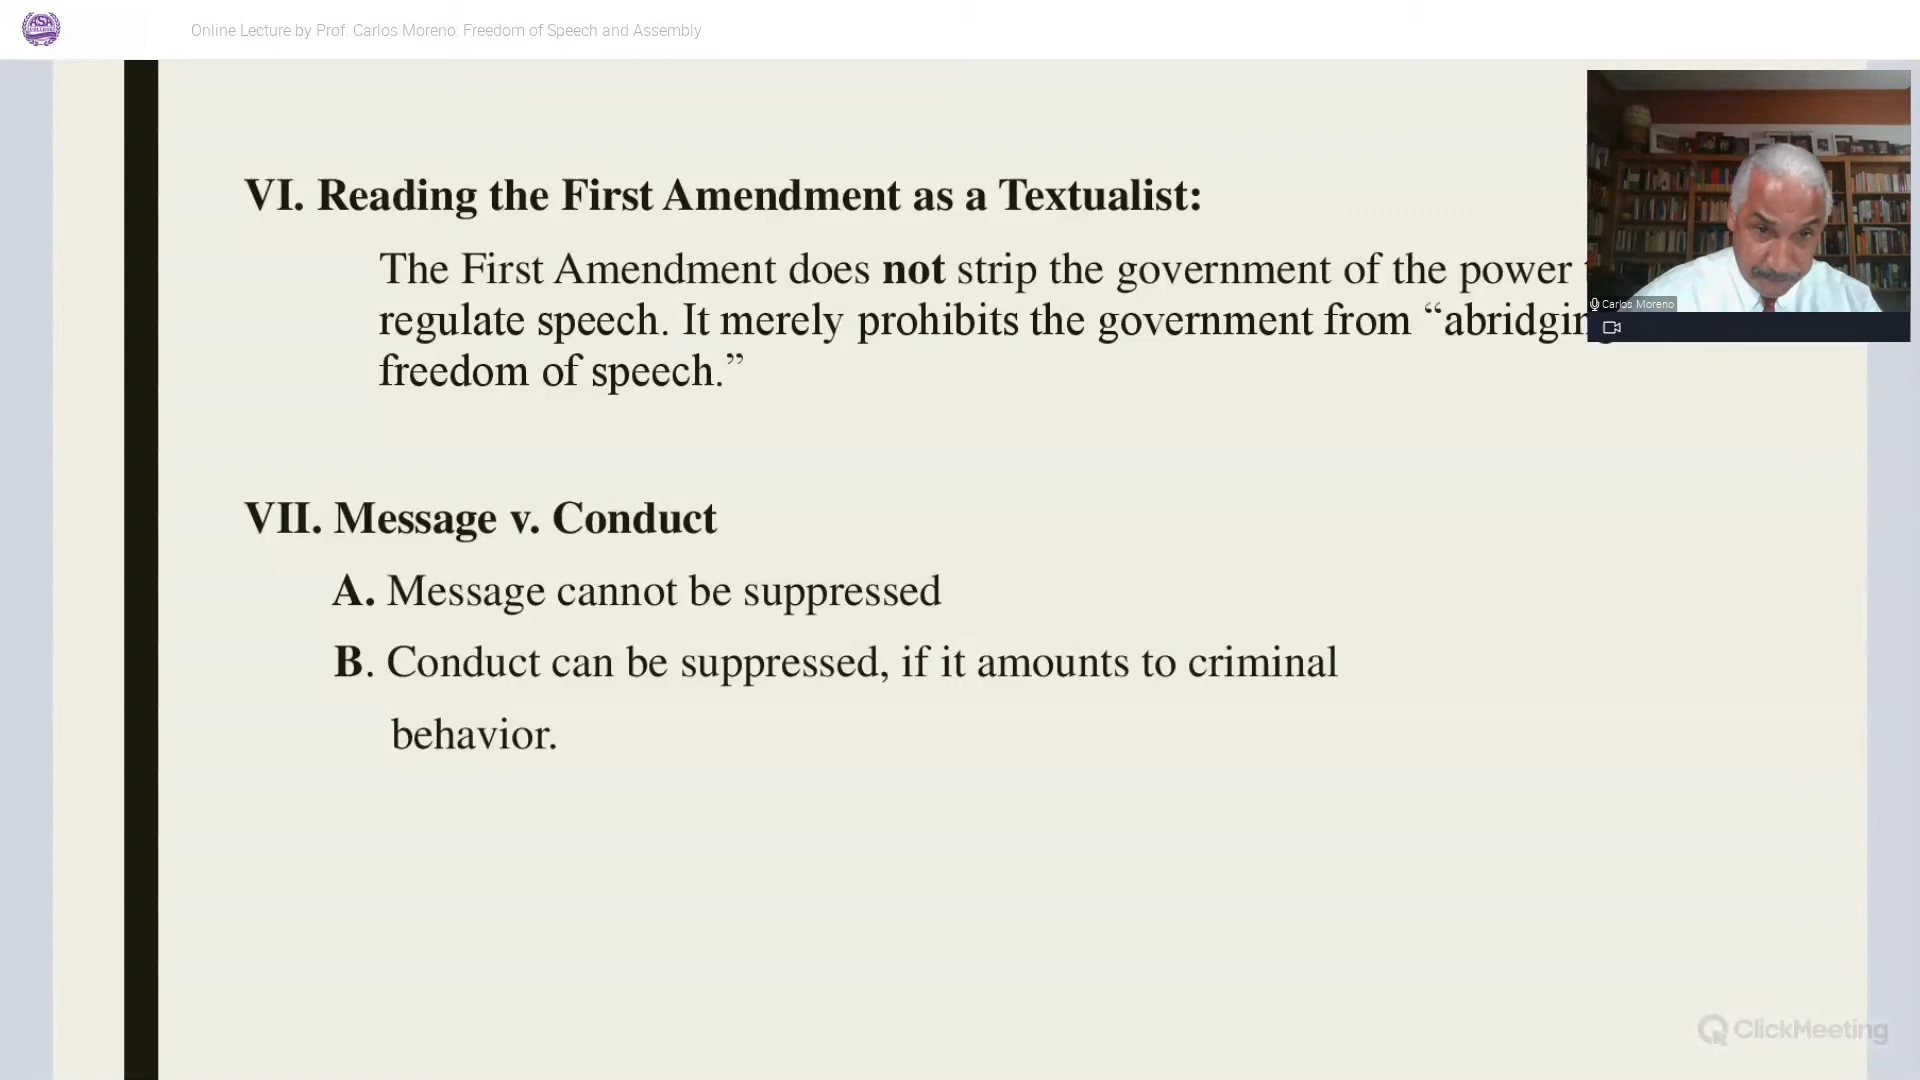 ASA
COLLEGE
Online Lecture by Prof. Carlos Moreno: Freedom of Speech and Assembly
VI. Reading the First Amendment as a Textualist:
The First Amendment does not strip the government of the power
regulate speech. It merely prohibits the government from “abridgin
freedom of speech.”
Carlos Moreno
VII. Message v. Conduct
A. Message cannot be suppressed
B. Conduct can be suppressed, if it amounts to criminal
behavior.
ClickMeeting